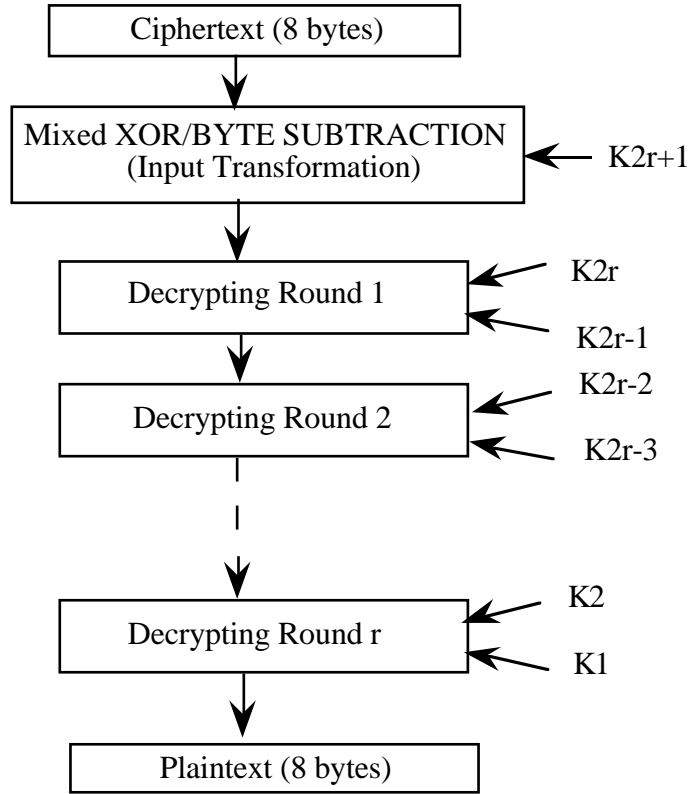 Ciphertext (8 bytes)
Mixed XOR/BYTE SUBTRACTION
(Input Transformation)
K2r+1
Decrypting Round 1
K2r
K2r-1
Decrypting Round 2
K2r-2
K2r-3
Decrypting Round r
K2
K1
Plaintext (8 bytes)